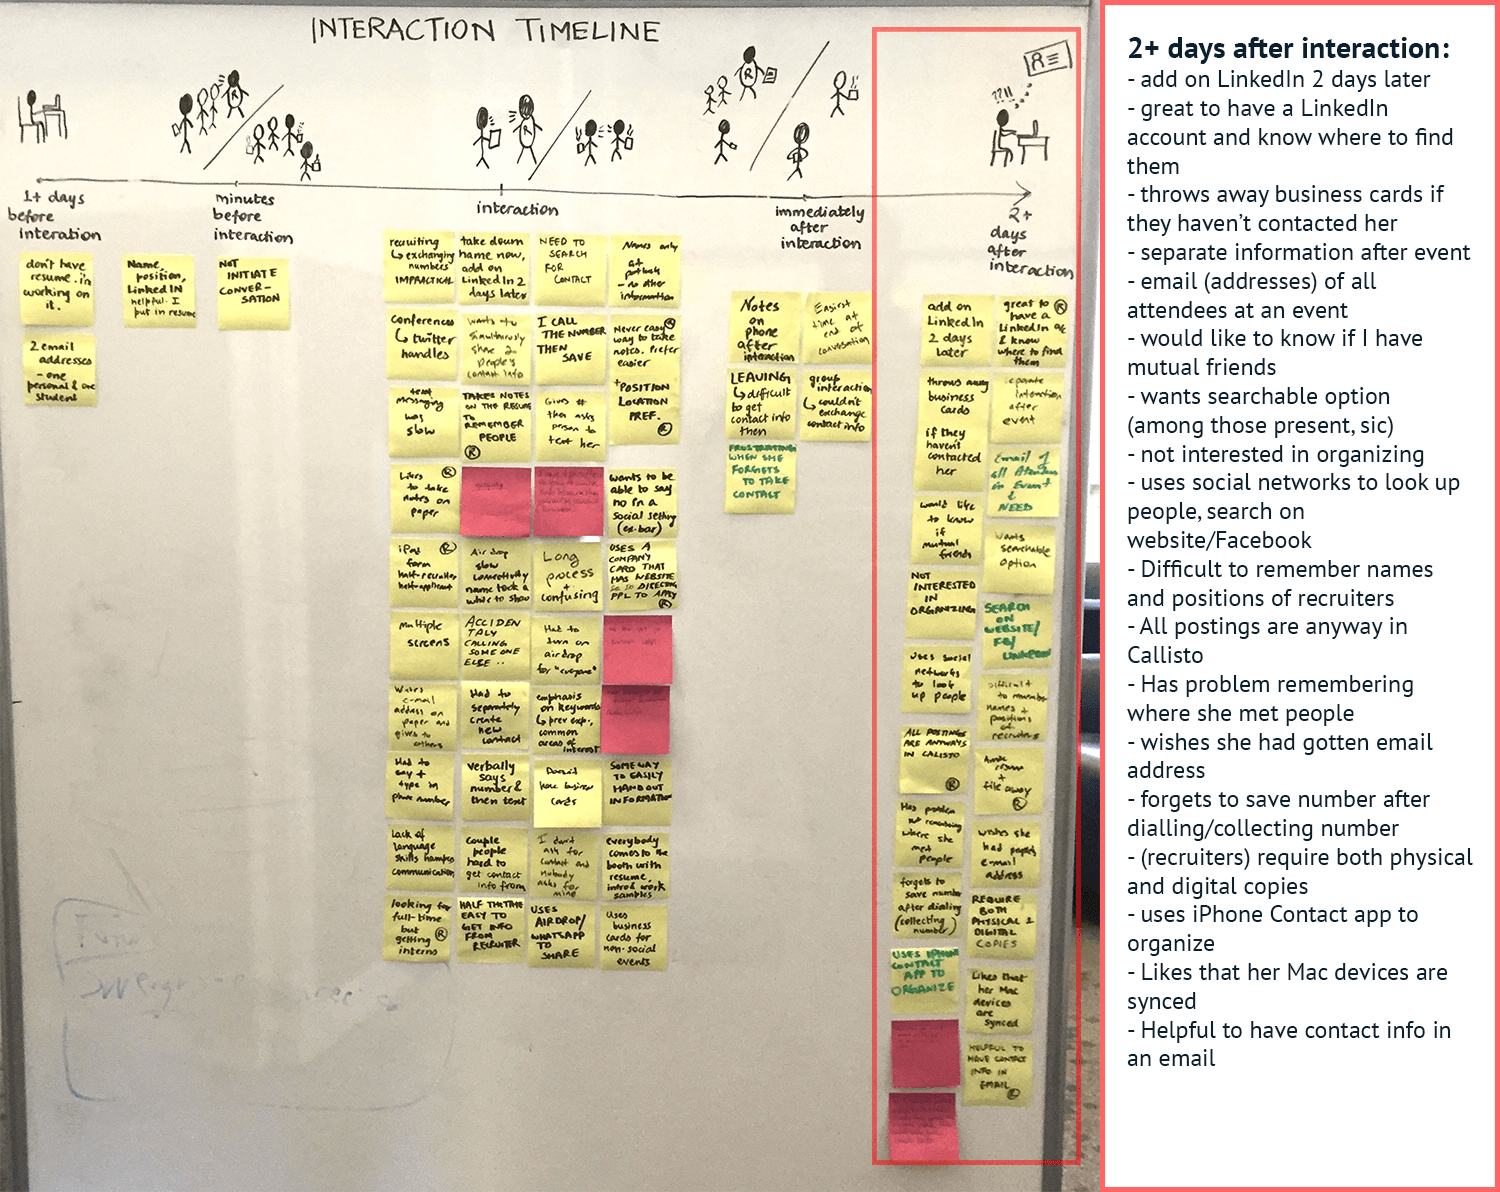 INTERACTION TIMELINE
R
R
R
R≡
??!!
1+ days
before
interation
minutes
before
interaction
interaction
immediately
after
interaction
2+
days
after
interaction
don't have
resume. is
working on
it.
Name,
position,
LinkedIN
helpful. I
put in resume
NOT
INITIATE
CONVER-
SATION
2 email
addresses
- one
personal & one
student
recruiting
↳ exchanging
numbers
IMPRACTICAL
take down
name now,
add on
LinkedIn 2
days later
NEED TO
SEARCH
FOR
CONTACT
Names only
at
- no other
information
conferences
↳ twitter
handles
wants to
simultanously
share 2
people's
contact info
I CALL
THE NUMBER
THEN
SAVE
Never easy R
way to take
notes. Prefer
easier
text
messaging
was
slow
TAKES NOTES
ON THE RESUME
TO
REMEMBER
PEOPLE
R
Gives #
then asks
person to
text her
+POSITION
LOCATION
PREF.
R
Likes R
to take
notes on
paper
wants to be
able to say
no in a
social setting
(ex-bar)
iPad R
form
half-recruiter
half-applicant
Airdrop
slow
connectivity
name took a
while to show
Long
process
+
confusing
USES A
COMPANY
CARD THAT
HAS WEBSITE
SO IS DIRECTING
PPL TO APPLY
R
Multiple
screens
ACCIDEN
TALY
CALLING
SOMEONE
ELSE..
Had to
turn on
airdrop
for "everyone"
Writes
e-mail
address on
paper and
gives to
others
Had to
separately
create
new
contact
emphasis
on keywords
↳ prev exp.,
common
areas of
interest
Had to
say +
type in
phone number
verbally
says
number &
then text
Doesn't
have business
cards
SOME WAY
TO EASILY
HAND OUT
INFORMATION
lack of
language
skills hampers
communication
Couple
people
hard to
get contact
info from
I don't
ask for
contact and
nobody
asks for
mine
everybody
comes to the
booth with
resume,
intro & work
samples
looking for
full-time
but
getting R
interns
HALF THE TIME
EASY TO
GET INFO
FROM
RECRUITER
USES
AIRDROP/
WHATSAPP
TO
SHARE
Uses
business
cards for
non-social
events
Notes
on
phone
after
interaction
Easiest
time at
end of
conversation
LEAVING
↳ difficult
to get
contact info
then
group
interaction
↳ couldn't
exchange
contact info
FRUSTRATING
WHEN SHE
FORGETS
TO TAKE
CONTACT
add on
LinkedIn
2 days
later
great to R
have a
LinkedIn a/c
& know
where to find
them
throws away
business
cards
if they
haven't
contacted
her
separate
after
event
Email of
all Attendees
in Event
NEED
would like
to know
if
mutual
friends
Wants
searchable
option
NOT
INTERESTED
IN
ORGANIZING
SEARCH
ON
WEBSITE/
FB/
LINKEDIN
uses social
networks
to look
up people
Difficult
to remember
names +
positions of
recruiters
ALL POSTINGS
ARE ANYWAYS
IN CALISTO
R
resume
+
file away
R
Has problem
remembering
where she
met
people
wishes she
had
e-mail
address
forgets to
save number
after dialing
(collecting
number)
REQUIRE
BOTH
PHYSICAL &
DIGITAL
COPIES
USES IPHONE
CONTACT
APP TO
ORGANIZE
Likes that
her Mac
devices
are
synced
HELPFUL TO
HAVE CONTACT
INFO IN
EMAIL
R
2+ days after interaction:
- add on LinkedIn 2 days later
- great to have a LinkedIn
account and know where to find
them
- throws away business cards if
they haven't contacted her
- separate information after event
- email (addresses) of all
attendees at an event
- would like to know if I have
mutual friends
- wants searchable option
(among those present, sic)
- not interested in organizing
- uses social networks to look up
people, search on
website/Facebook
- Difficult to remember names
and positions of recruiters
- All postings are anyway in
Callisto
- Has problem remembering
where she met people
- wishes she had gotten email
address
- forgets to save number after
dialling/collecting number
- (recruiters) require both physical
and digital copies
- uses iPhone Contact app to
organize
- Likes that her Mac devices are
synced
- Helpful to have contact info in
an email